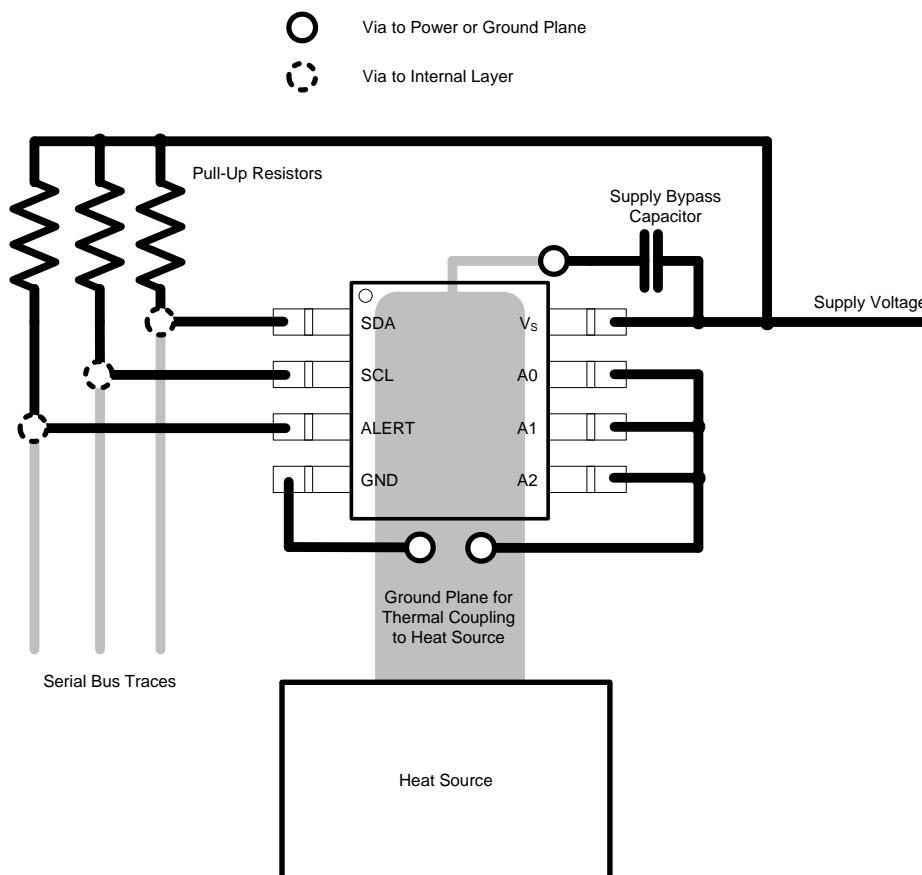 Via to Power or Ground Plane
Via to Internal Layer
Pull-Up Resistors
Supply Bypass
Capacitor
Supply Voltage
SDA
VS
SCL
A0
ALERT
A1
GND
A2
Ground Plane for
Thermal Coupling
to Heat Source
Serial Bus Traces
Heat Source